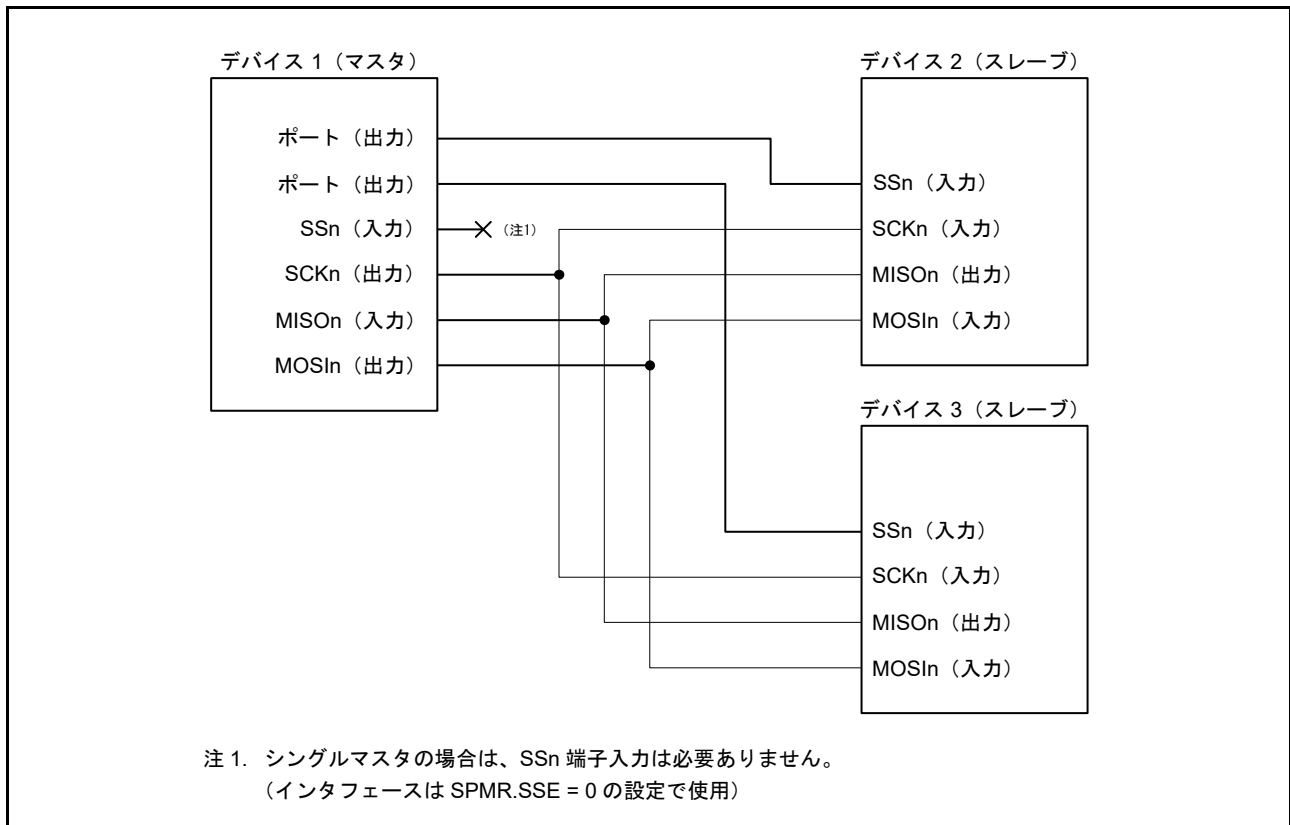 デバイス 1（マスタ）
ポート（出力）
ポート（出力）
SSn（入力）
(注1)
SCKn（出力）
MISOn（入力）
MOSIn（出力）
デバイス 2（スレーブ）
SSn（入力）
SCKn（入力）
MISOn（出力）
MOSIn（入力）
デバイス 3（スレーブ）
SSn（入力）
SCKn（入力）
MISOn（出力）
MOSIn（入力）
注 1. シングルマスタの場合は、SSn 端子入力は必要ありません。
（インタフェースは SPMR.SSE = 0 の設定で使用）